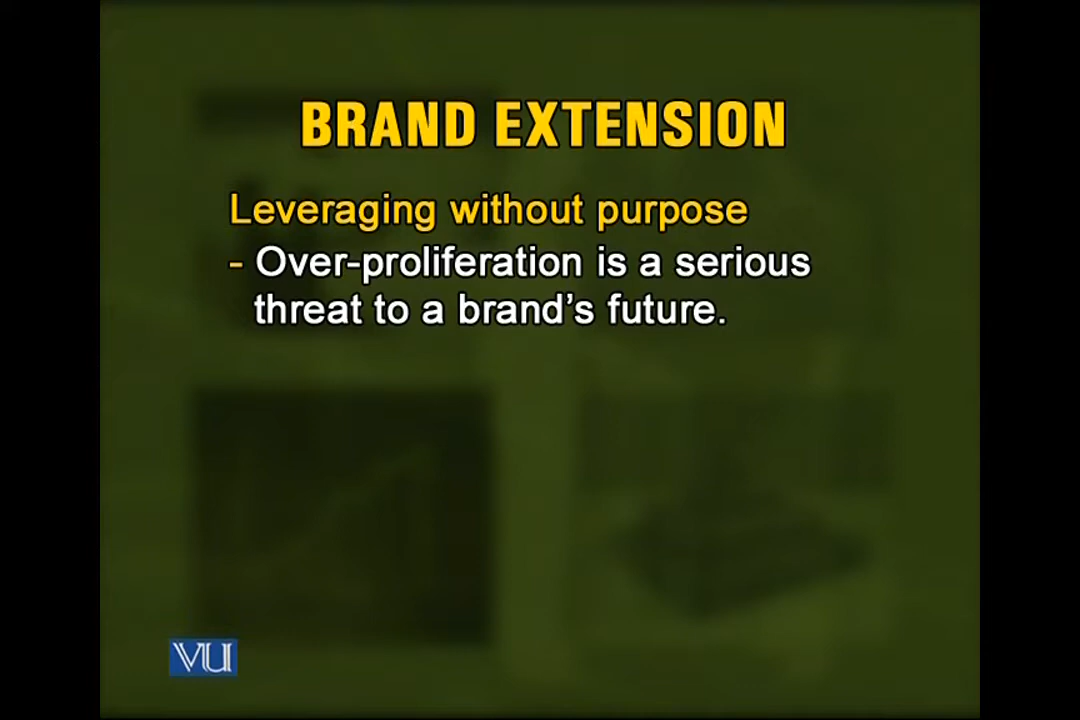 BRAND EXTENSION
Leveraging without purpose
- Over-proliferation is a serious
threat to a brand’s future.
VU